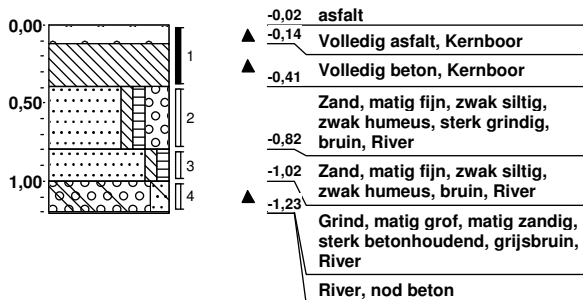 0,00
0,50
1,00
1
2
3
4
-0,02 asfalt
-0,14 Volledig asfalt, Kernboor
-0,41 Volledig beton, Kernboor
Zand, matig fijn, zwak siltig,
zwak humeus, sterk grindig,
-0,82 bruin, River
-1,02 Zand, matig fijn, zwak siltig,
zwak humeus, bruin, River
-1,23
Grind, matig grof, matig zandig,
sterk betonhoudend, grijsbruin,
River
River, nod beton